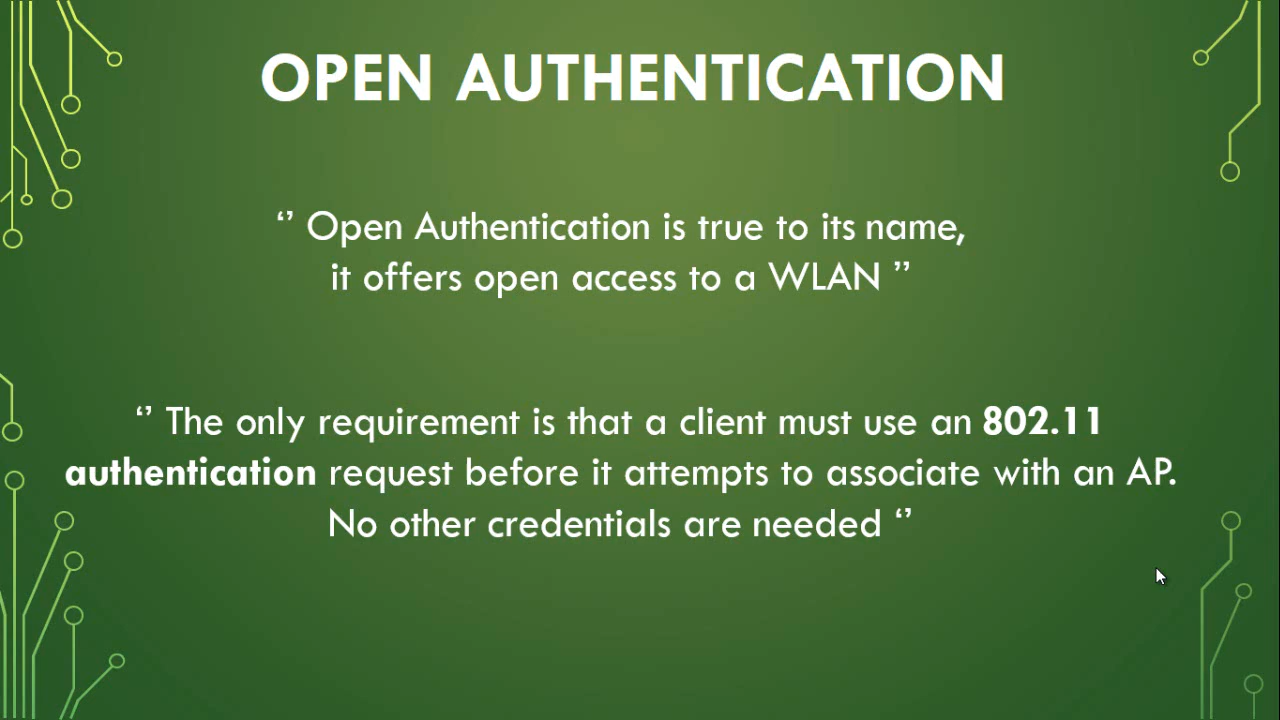 OPEN AUTHENTICATION
‘’ Open Authentication is true to its name,
it offers open access to a WLAN ’’
‘’ The only requirement is that a client must use an 802.11
authentication request before it attempts to associate with an AP.
No other credentials are needed ‘’